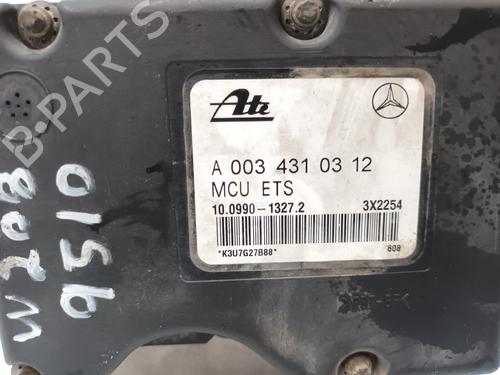 B-PARTS
W208
9510
Ate
A 003 431 03 12
MCU ETS
10.0990-1327.2 3X2254
*K3U7G27B88* 808